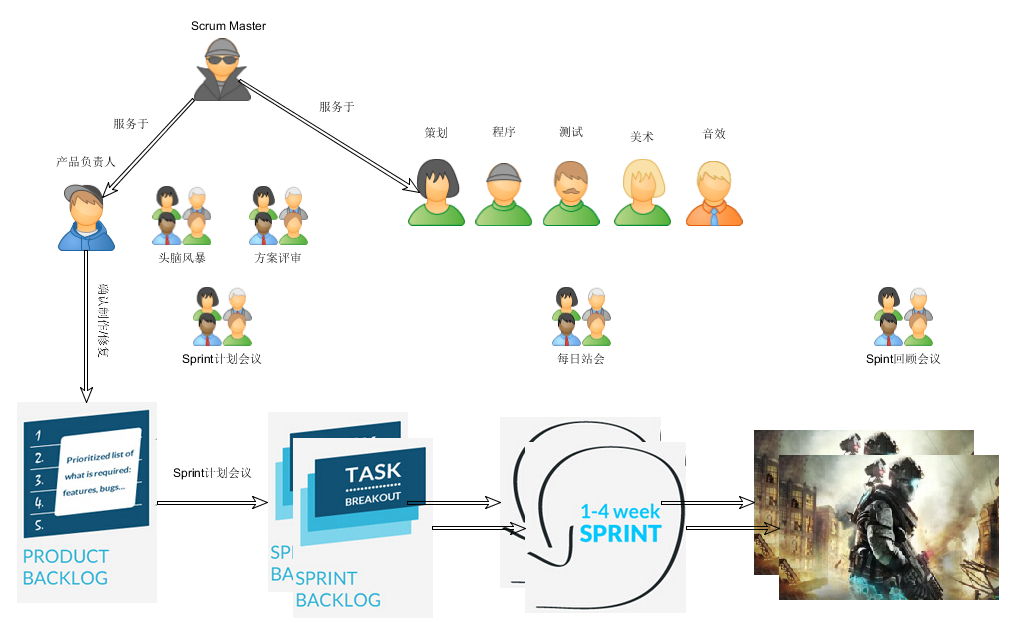 Scrum Master
服务于
服务于
策划
程序
测试
美术
音效
产品负责人
头脑风暴
方案评审
确认制作/修复
Sprint计划会议
每日站会
Spint回顾会议
1
2.
3.
4.
5.
Prioritized list of
what is required:
features, bugs...
PRODUCT
BACKLOG
Sprint计划会议
TASK
BREAKOUT
SPI
BA
SPRINT
BACKLOG
1-4 week
SPRINT